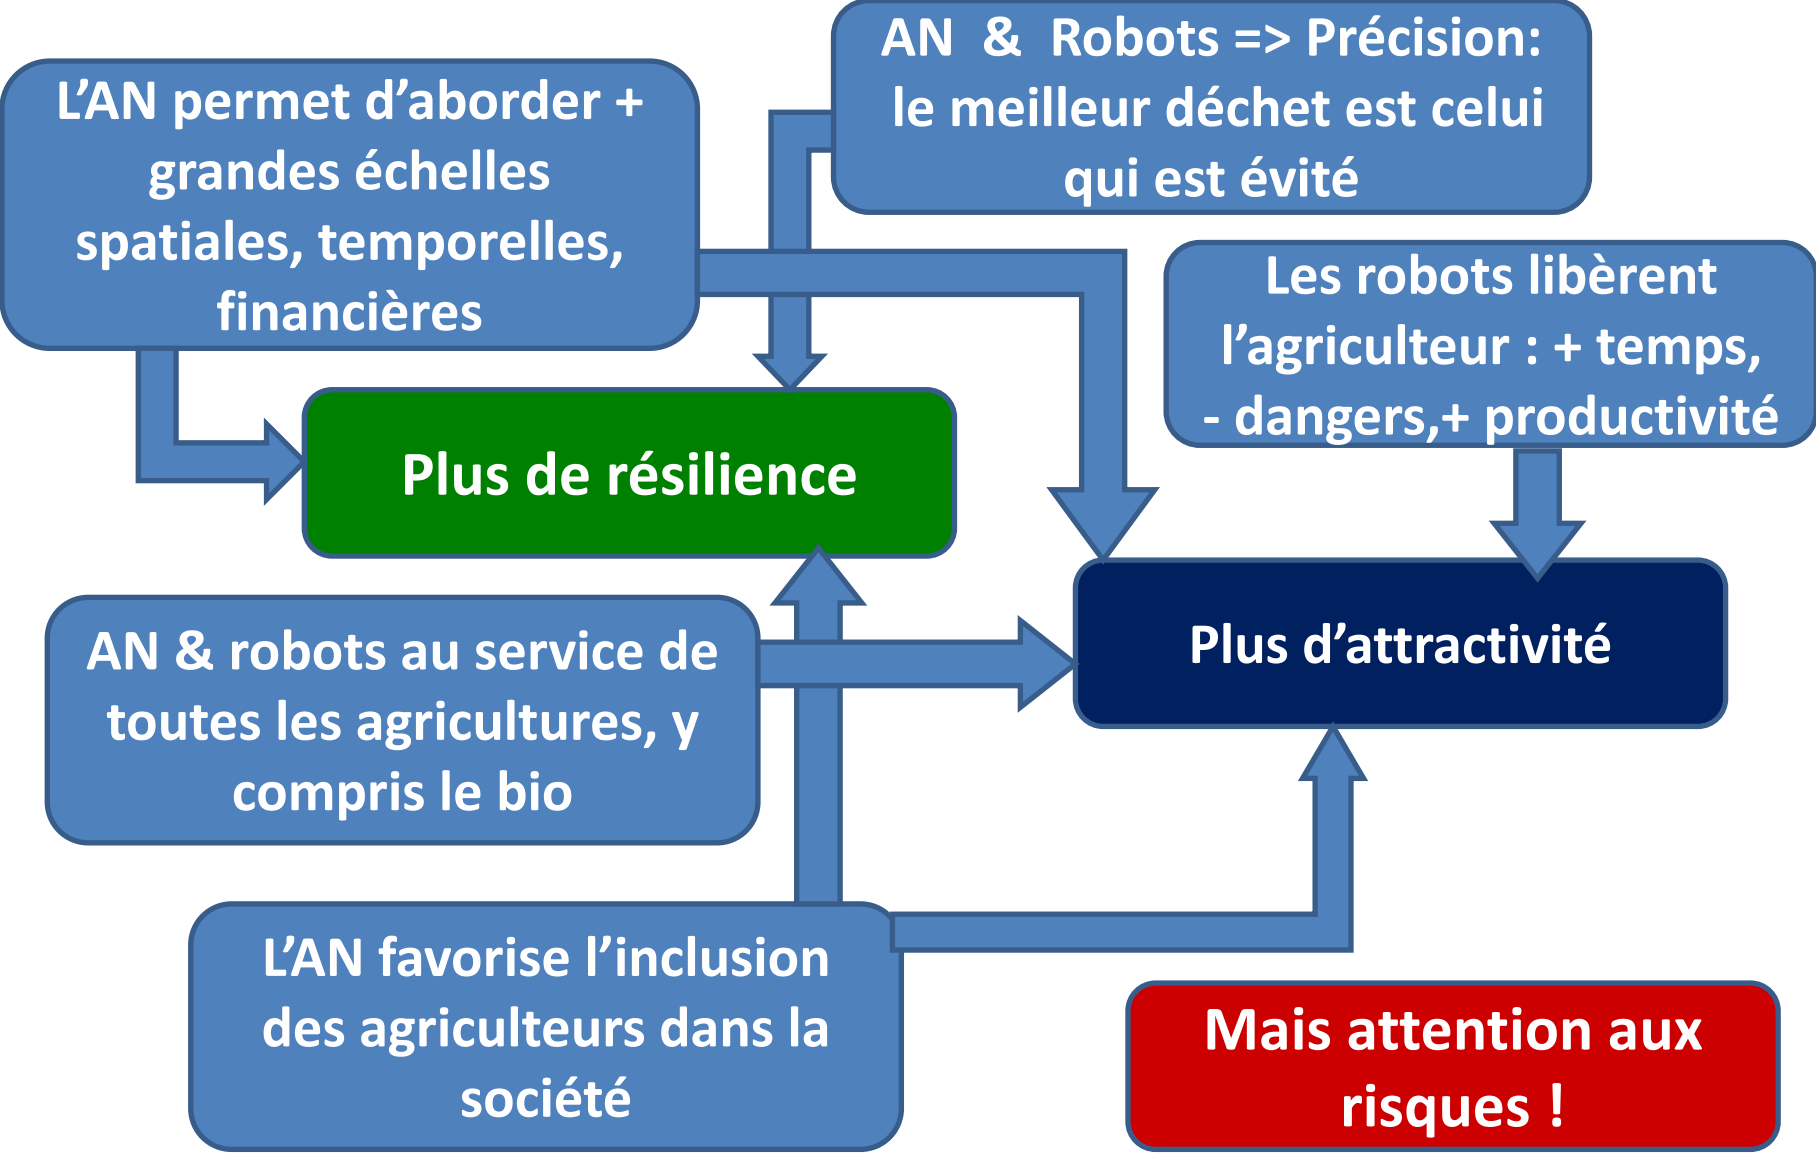 L’AN permet d’aborder +
grandes échelles
spatiales, temporelles,
financières
AN & Robots => Précision:
le meilleur déchet est celui
qui est évité
Les robots libèrent
l’agriculteur : + temps,
- dangers,+ productivité
Plus de résilience
AN & robots au service de
toutes les agricultures, y
compris le bio
Plus d’attractivité
L’AN favorise l’inclusion
des agriculteurs dans la
société
Mais attention aux
risques !